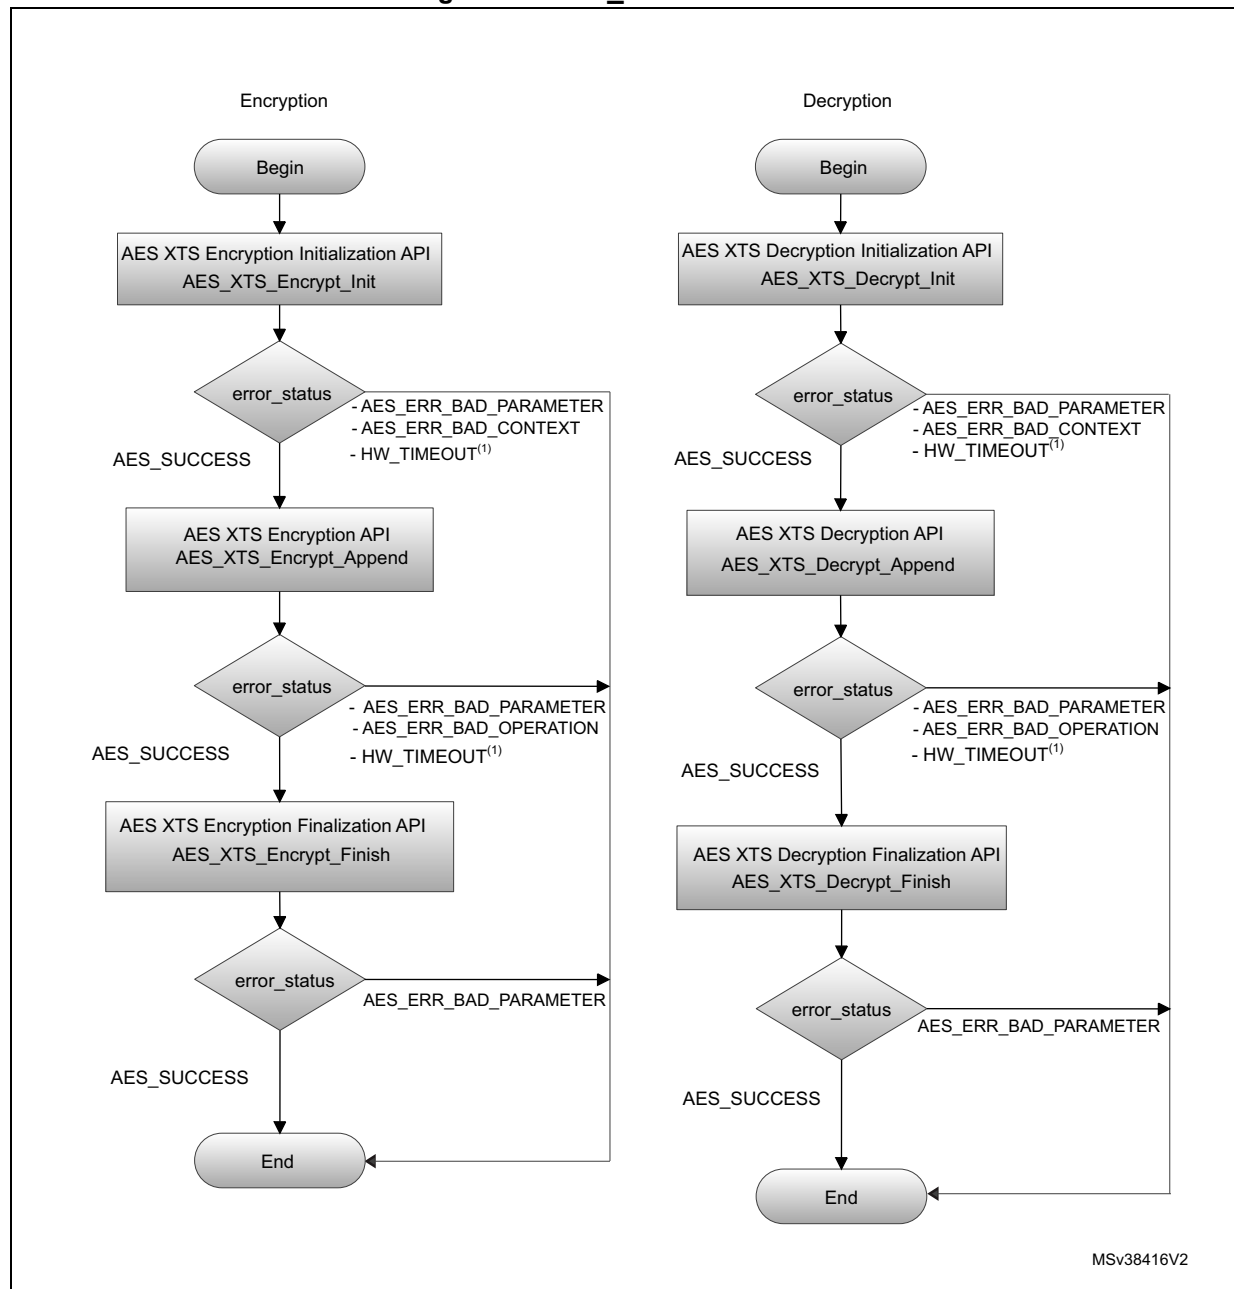 Encryption
Begin
AES XTS Encryption Initialization API
AES_XTS_Encrypt_Init
error_status
- AES_ERR_BAD_PARAMETER
- AES_ERR_BAD_CONTEXT
- HW_TIMEOUT(1)
AES_SUCCESS
AES XTS Encryption API
AES_XTS_Encrypt_Append
error_status
- AES_ERR_BAD_PARAMETER
- AES_ERR_BAD_OPERATION
- HW_TIMEOUT(1)
AES_SUCCESS
AES XTS Encryption Finalization API
AES_XTS_Encrypt_Finish
error_status
AES_ERR_BAD_PARAMETER
AES_SUCCESS
End
Decryption
Begin
AES XTS Decryption Initialization API
AES_XTS_Decrypt_Init
error_status
- AES_ERR_BAD_PARAMETER
- AES_ERR_BAD_CONTEXT
- HW_TIMEOUT(1)
AES_SUCCESS
AES XTS Decryption API
AES_XTS_Decrypt_Append
error_status
- AES_ERR_BAD_PARAMETER
- AES_ERR_BAD_OPERATION
- HW_TIMEOUT(1)
AES_SUCCESS
AES XTS Decryption Finalization API
AES_XTS_Decrypt_Finish
error_status
AES_ERR_BAD_PARAMETER
AES_SUCCESS
End
MSv38416V2